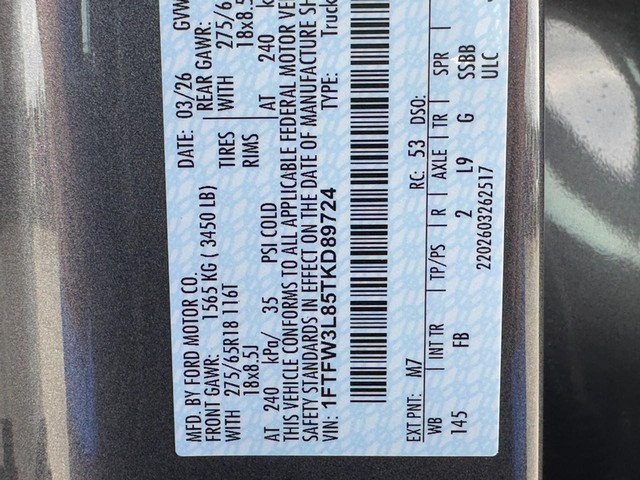 MFD. BY FORD MOTOR CO.
DATE: 03/26 GVW
FRONT GAWR: 1565 KG ( 3450 LB) REAR GAWR:
WITH 275/65R18 116T TIRES WITH 275/6
18x8.5J RIMS 18x8.5
AT 240 kPa/ 35 PSI COLD AT 240 k
THIS VEHICLE CONFORMS TO ALL APPLICABLE FEDERAL MOTOR VE
SAFETY STANDARDS IN EFFECT ON THE DATE OF MANUFACTURE SH
VIN: 1FTFW3L85TKD89724 TYPE: Truck
EXT PNT: M7 RC: 53 DSO:
WB | INT TR | TP/PS | R | AXLE | TR | SPR |
145 FB 2 L9 G SSBB
2202603262517 ULC